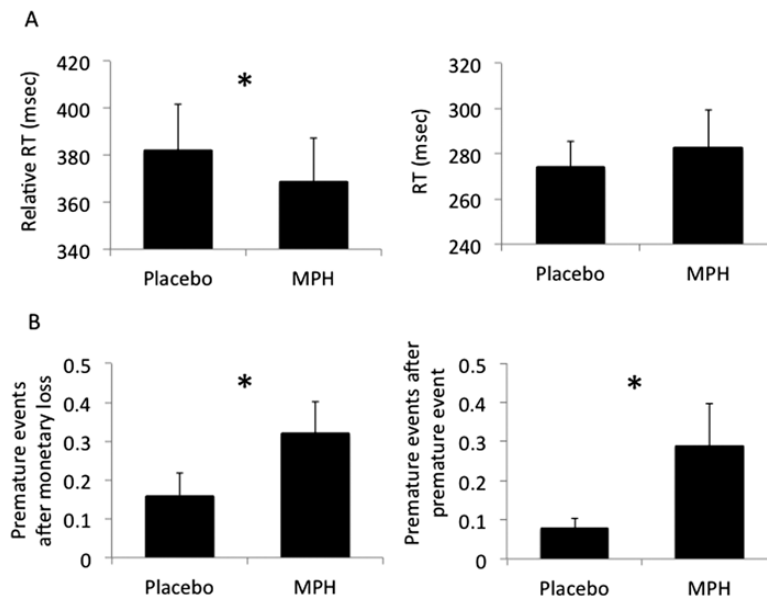 A
Relative RT (msec)
420
400
380
360
340
*
Placebo
MPH
RT (msec)
320
300
280
260
240
Placebo
MPH
B
Premature events
after monetary loss
0.5
0.4
0.3
0.2
0.1
0
*
Placebo
MPH
Premature events after
premature event
0.5
0.4
0.3
0.2
0.1
0
*
Placebo
MPH